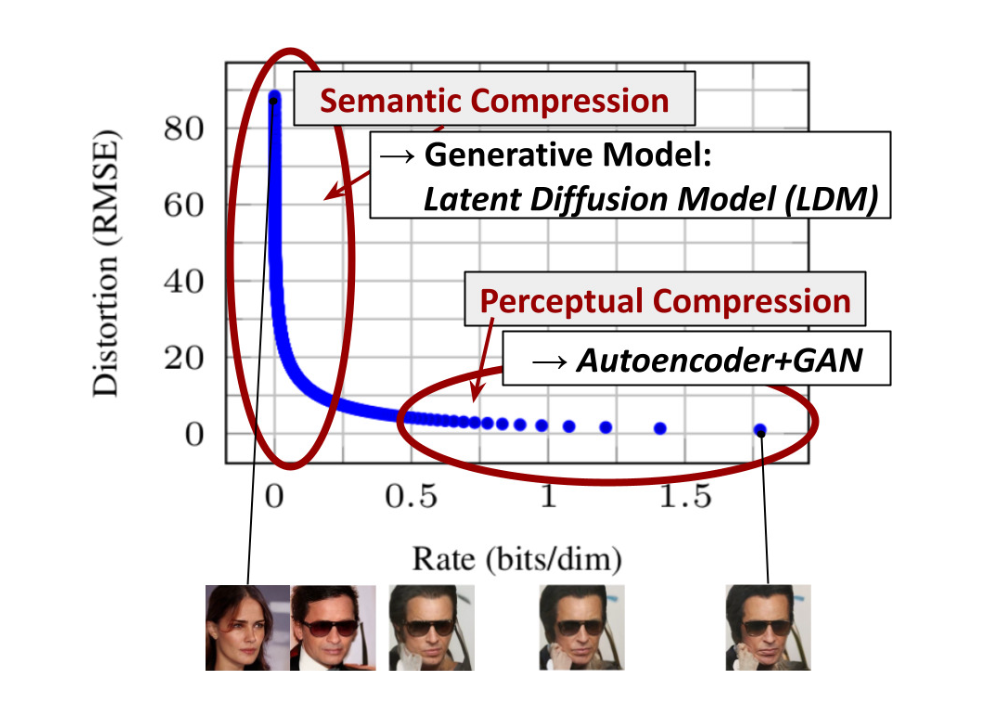 Semantic Compression
→ Generative Model:
Latent Diffusion Model (LDM)
Perceptual Compression
→ Autoencoder+GAN
Distortion (RMSE)
80
60
40
20
0
0 0.5 1 1.5
Rate (bits/dim)